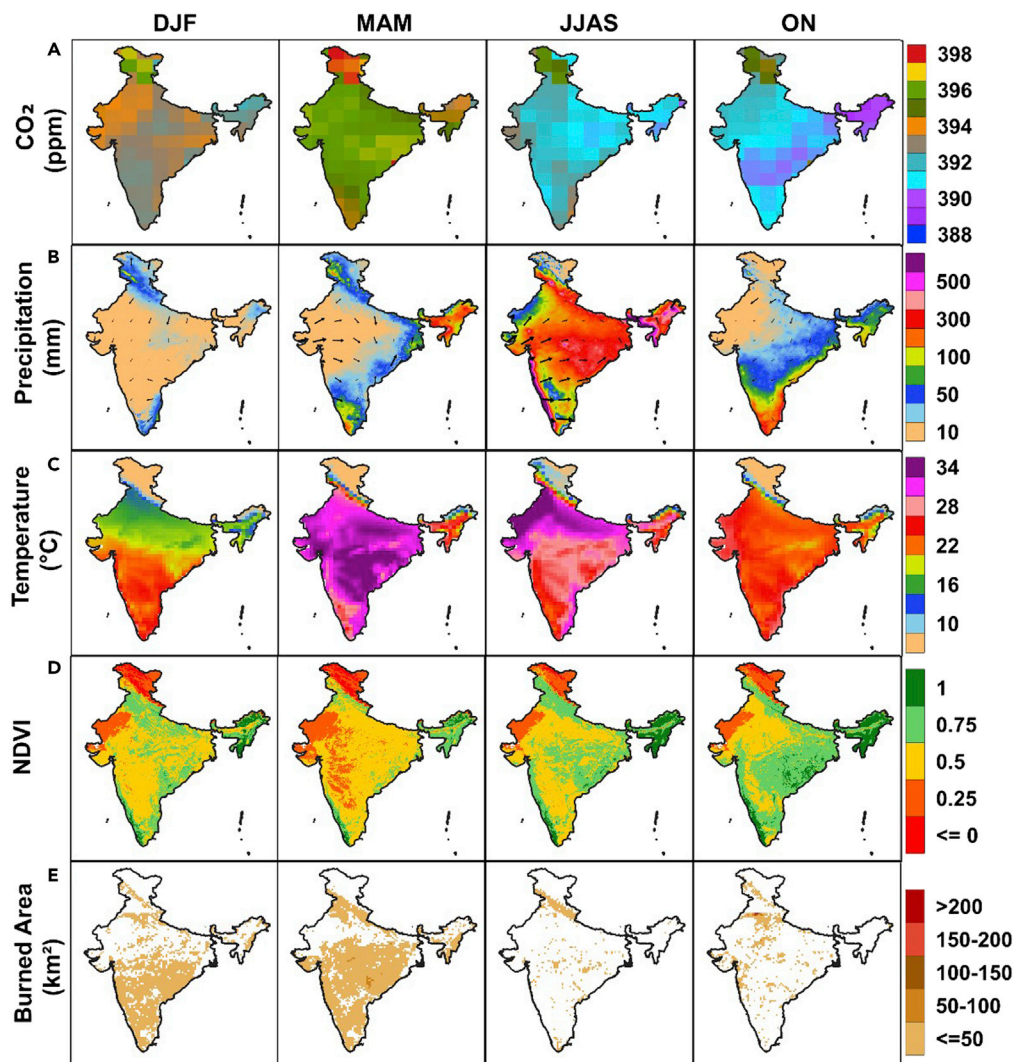 DJF MAM JJAS ON
A
CO₂
(ppm)
398
396
394
392
390
388
B
Precipitation
(mm)
500
300
100
50
10
C
Temperature
(°C)
34
28
22
16
10
D
NDVI
1
0.75
0.5
0.25
<= 0
E
Burned Area
(km²)
>200
150-200
100-150
50-100
<=50